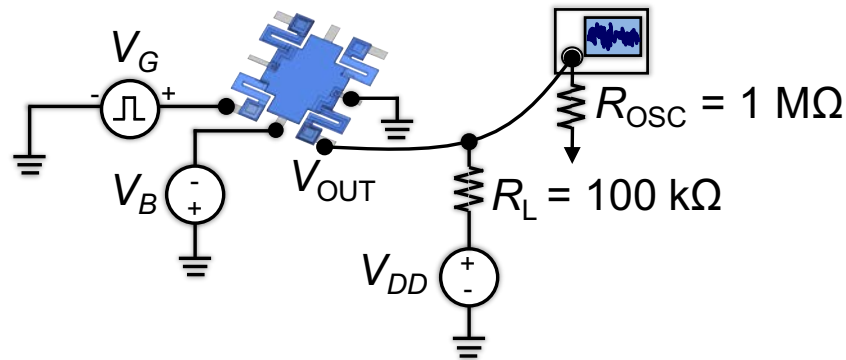 V_G
- +
V_B
-
+
V_OUT
R_OSC = 1 MΩ
R_L = 100 kΩ
V_DD
+
-